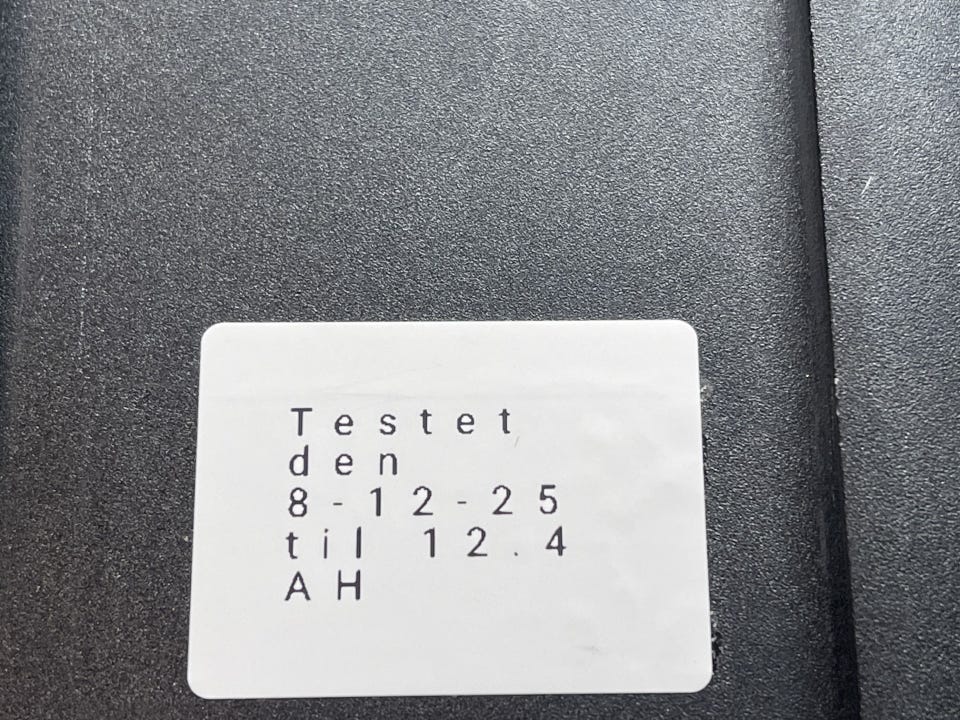 Testet
den
8-12-25
til 12.4
AH